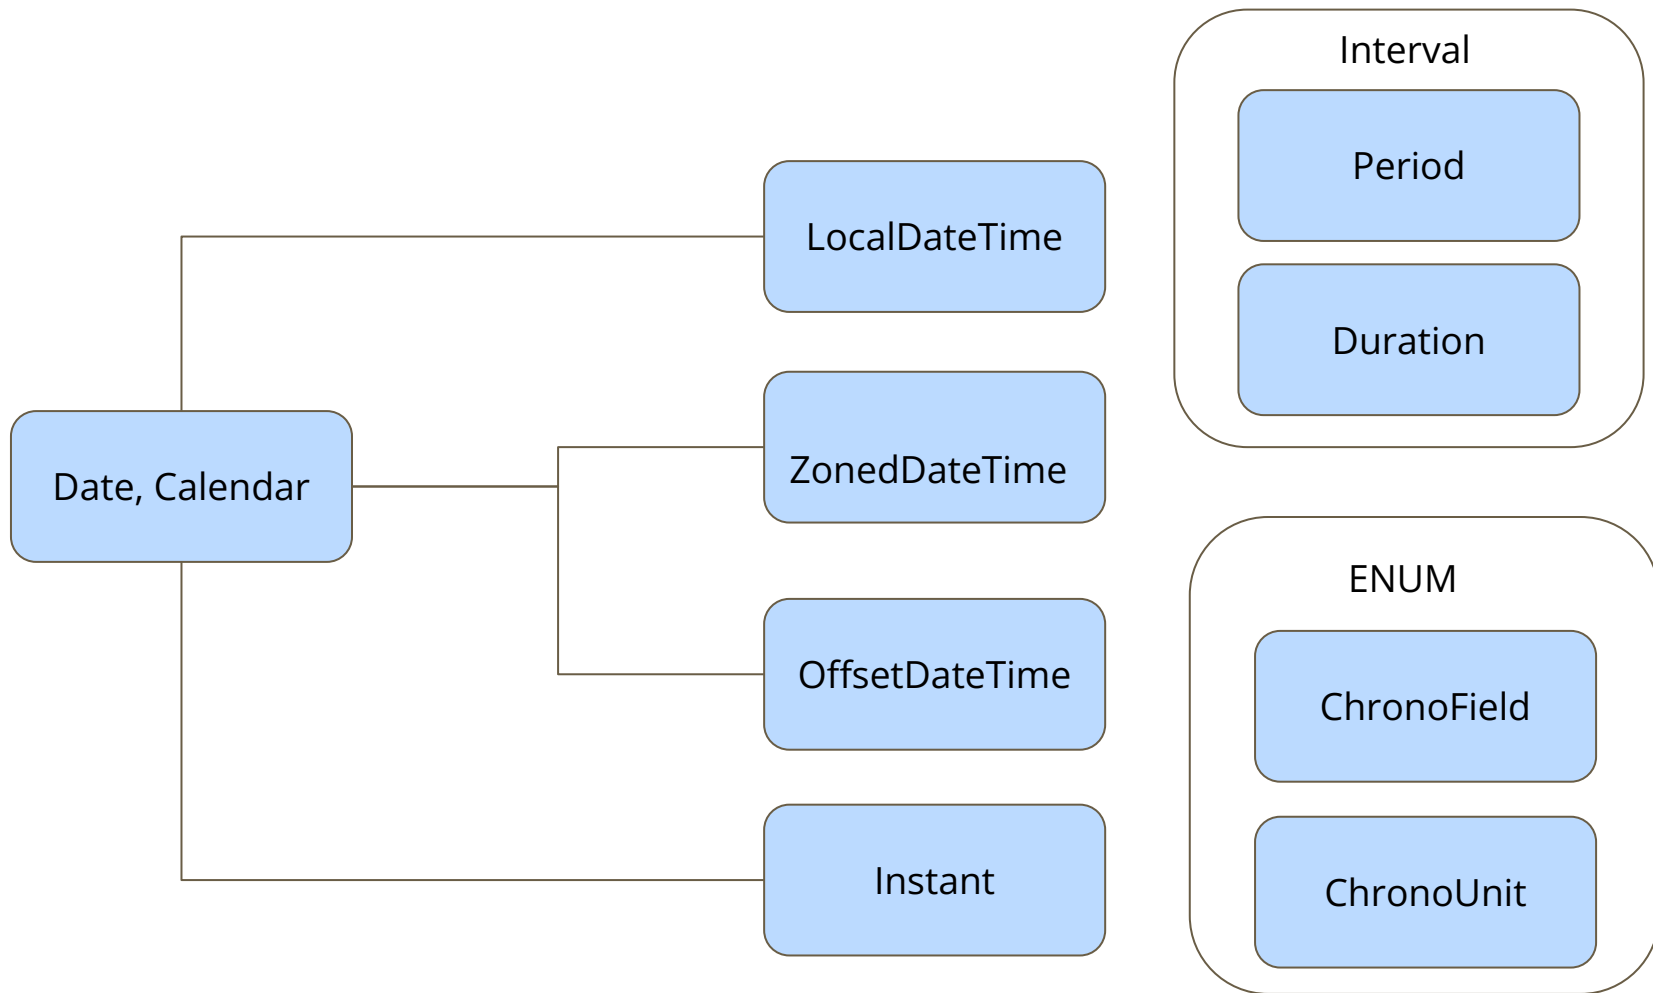 Date, Calendar
LocalDateTime
ZonedDateTime
OffsetDateTime
Instant
Interval
Period
Duration
ENUM
ChronoField
ChronoUnit